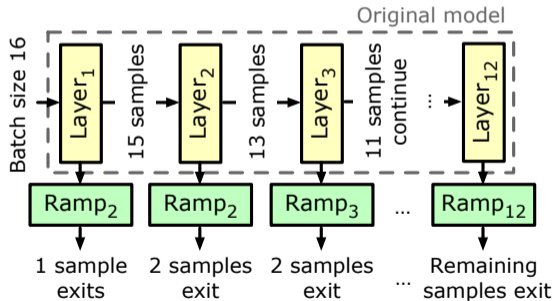 Original model
Batch size 16
Layer1
15 samples
Layer2
13 samples
Layer3
11 samples
continue
...
Layer12
Ramp2
Ramp2
Ramp3
...
Ramp12
1 sample
exits
2 samples
exit
2 samples
exit
...
Remaining
samples exit